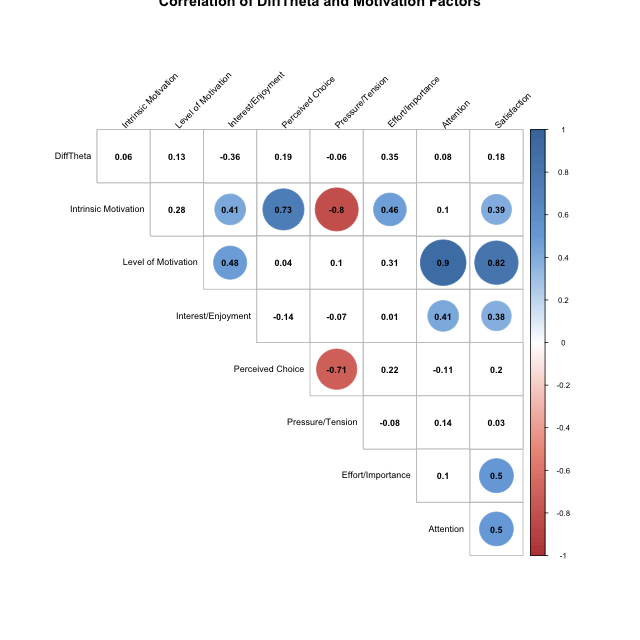 Correlation of DiffTheta and Motivation Factors
Intrinsic Motivation
Level of Motivation
Interest/Enjoyment
Perceived Choice
Pressure/Tension
Effort/Importance
Attention
Satisfaction
DiffTheta 0.06 0.13 -0.36 0.19 -0.06 0.35 0.08 0.18
Intrinsic Motivation 0.28 0.41 0.73 -0.8 0.46 0.1 0.39
Level of Motivation 0.48 0.04 0.1 0.31 0.9 0.82
Interest/Enjoyment -0.14 -0.07 0.01 0.41 0.38
Perceived Choice -0.71 0.22 -0.11 0.2
Pressure/Tension -0.08 0.14 0.03
Effort/Importance 0.1 0.5
Attention 0.5
1
0.8
0.6
0.4
0.2
0
-0.2
-0.4
-0.6
-0.8
-1